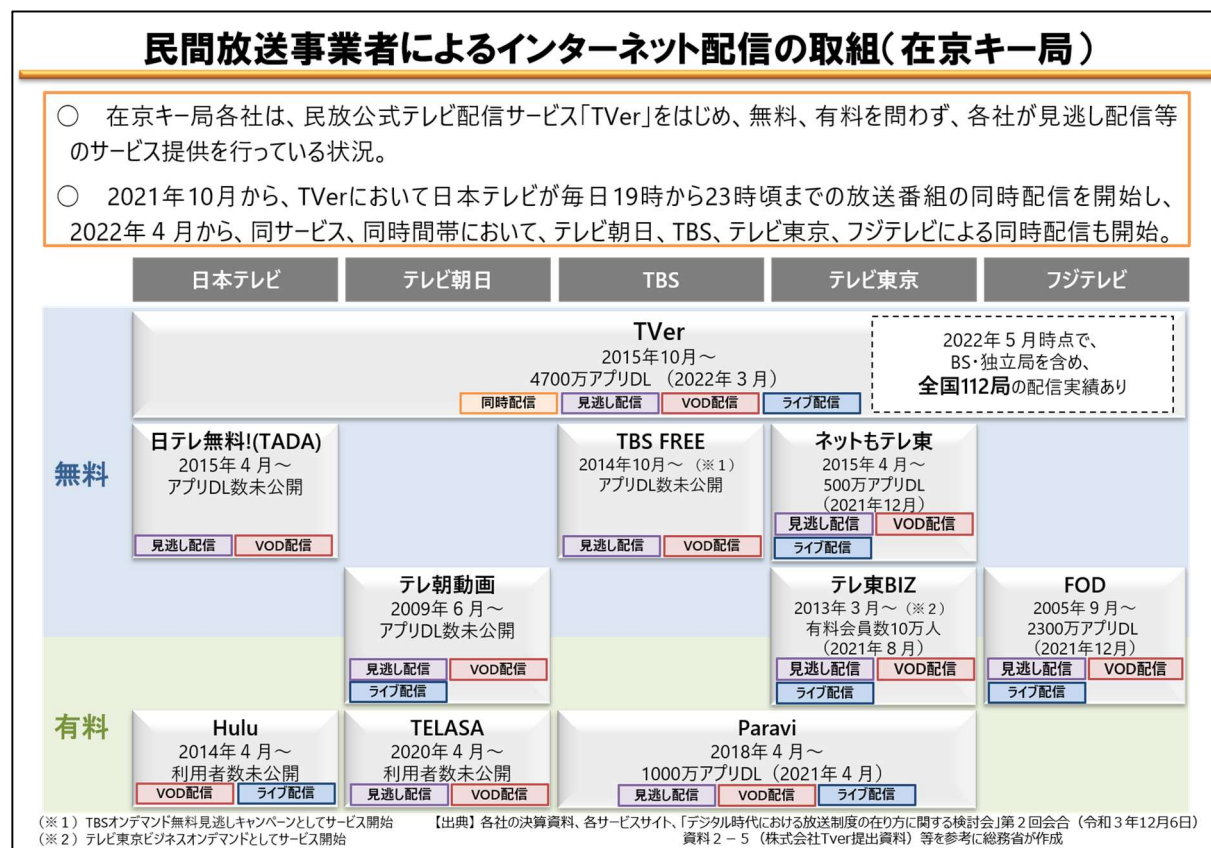 民間放送事業者によるインターネット配信の取組（在京キー局）
○　在京キー局各社は、民放公式テレビ配信サービス「TVer」をはじめ、無料、有料を問わず、各社が見逃し配信等
のサービス提供を行っている状況。
○　2021年10月から、TVerにおいて日本テレビが毎日19時から23時頃までの放送番組の同時配信を開始し、
2022年４月から、同サービス、同時間帯において、テレビ朝日、TBS、テレビ東京、フジテレビによる同時配信も開始。
日本テレビ
テレビ朝日
TBS
テレビ東京
フジテレビ
無料
TVer
2015年10月～
4700万アプリDL （2022年３月）
同時配信 見逃し配信 VOD配信 ライブ配信
2022年５月時点で、
BS・独立局を含め、
全国112局の配信実績あり
日テレ無料!(TADA)
2015年４月～
アプリDL数未公開
見逃し配信 VOD配信
TBS FREE
2014年10月～（※１）
アプリDL数未公開
見逃し配信 VOD配信
ネットもテレ東
2015年４月～
500万アプリDL
（2021年12月）
見逃し配信 VOD配信
ライブ配信
テレ朝動画
2009年６月～
アプリDL数未公開
見逃し配信 VOD配信
ライブ配信
テレ東BIZ
2013年３月～（※２）
有料会員数10万人
（2021年８月）
見逃し配信 VOD配信
ライブ配信
FOD
2005年９月～
2300万アプリDL
（2021年12月）
見逃し配信 VOD配信
ライブ配信
有料
Hulu
2014年４月～
利用者数未公開
VOD配信 ライブ配信
TELASA
2020年４月～
利用者数未公開
見逃し配信 VOD配信
Paravi
2018年４月～
1000万アプリDL（2021年４月）
見逃し配信 VOD配信 ライブ配信
（※１）TBSオンデマンド無料見逃しキャンペーンとしてサービス開始
（※２）テレビ東京ビジネスオンデマンドとしてサービス開始
【出典】各社の決算資料、各サービスサイト、「デジタル時代における放送制度の在り方に関する検討会」第２回会合（令和３年12月6日）
資料２－５（株式会社Tver提出資料）等を参考に総務省が作成